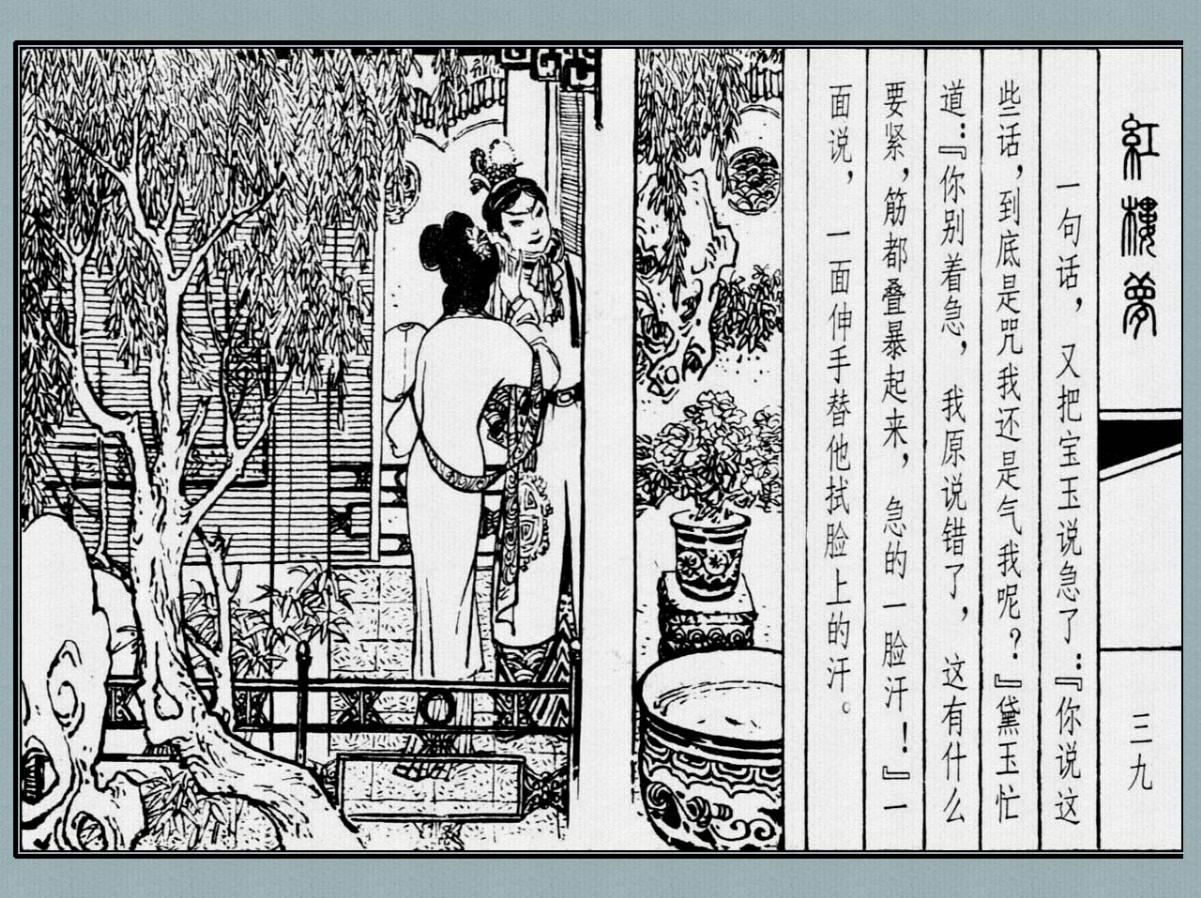 紅樓夢
三九
一句话，又把宝玉说急了：『你说这
些话，到底是咒我还是气我呢？』黛玉忙
道：『你别着急，我原说错了，这有什么
要紧，筋都叠暴起来，急的一脸汗！』一
面说，一面伸手替他拭脸上的汗。